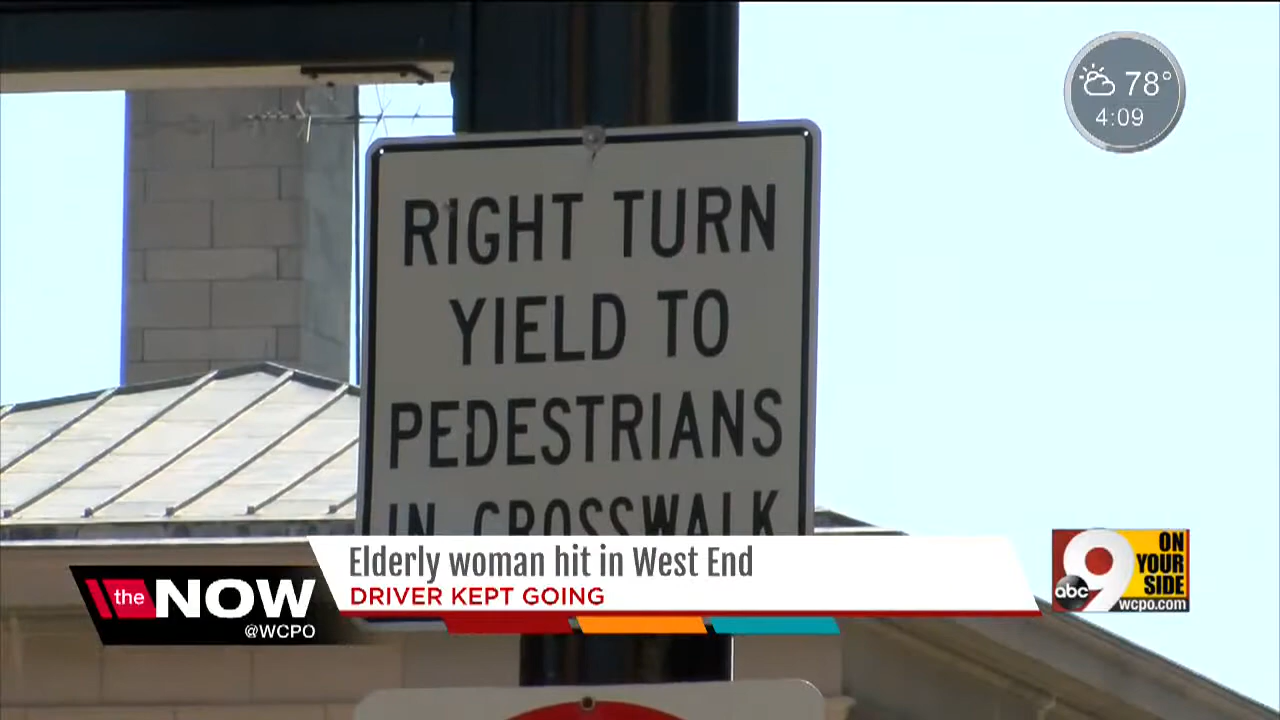 78°
4:09
RIGHT TURN
YIELD TO
PEDESTRIANS
IN CROSSWALK
Elderly woman hit in West End
DRIVER KEPT GOING
the NOW
@WCPO
abc 9
ON
YOUR
SIDE
wcpo.com